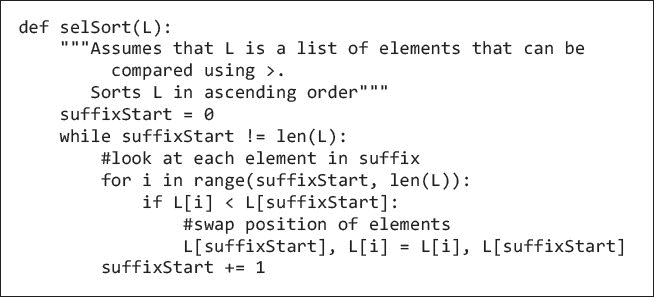 def selSort(L):
    """Assumes that L is a list of elements that can be
         compared using >.
       Sorts L in ascending order"""
    suffixStart = 0
    while suffixStart != len(L):
        #look at each element in suffix
        for i in range(suffixStart, len(L)):
            if L[i] < L[suffixStart]:
                #swap position of elements
                L[suffixStart], L[i] = L[i], L[suffixStart]
        suffixStart += 1